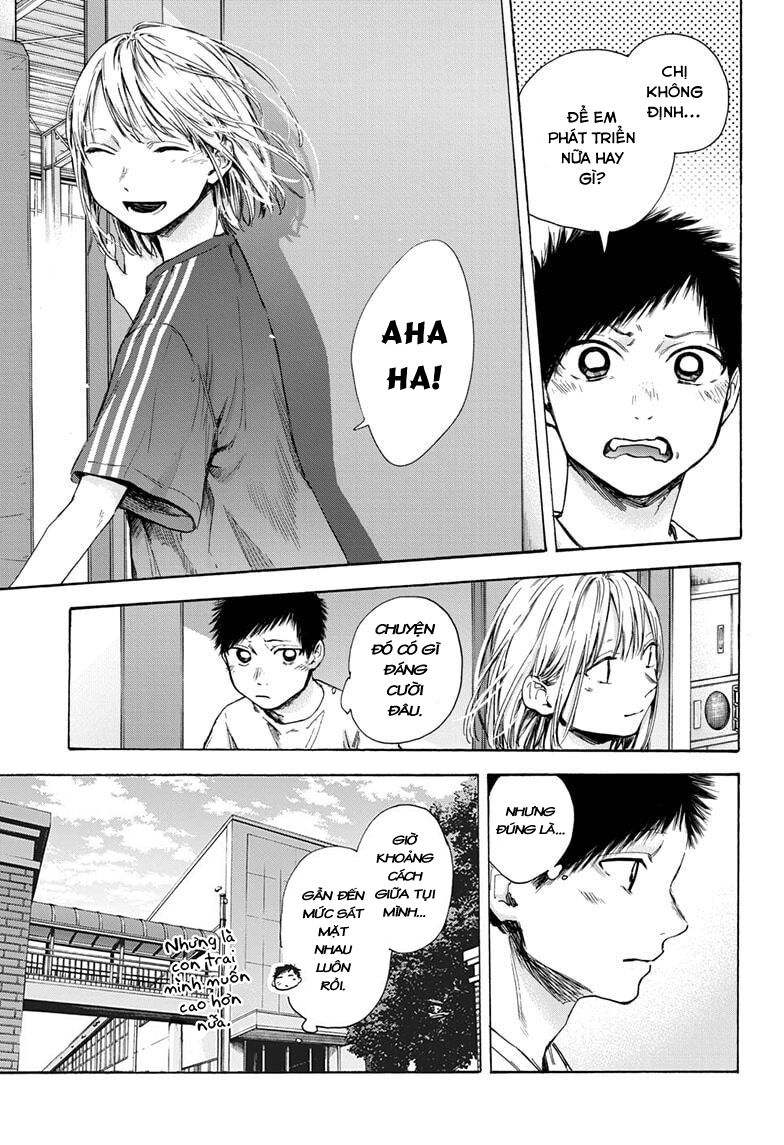 CHỊ
KHÔNG
ĐỊNH...
ĐỂ EM
PHÁT TRIỂN
NỮA HAY
GÌ?
AHA
HA!
CHUYỆN
ĐÓ CÓ GÌ
ĐÁNG
CƯỜI
ĐÂU.
NHƯNG
ĐÚNG LÀ...
GIỜ
KHOẢNG
CÁCH
GIỮA TỤI
MÌNH...
GẦN ĐẾN
MỨC SÁT
MẶT
NHAU
LUÔN
RỒI.
Nhưng là
con trai
mình muốn
cao hơn
nữa.